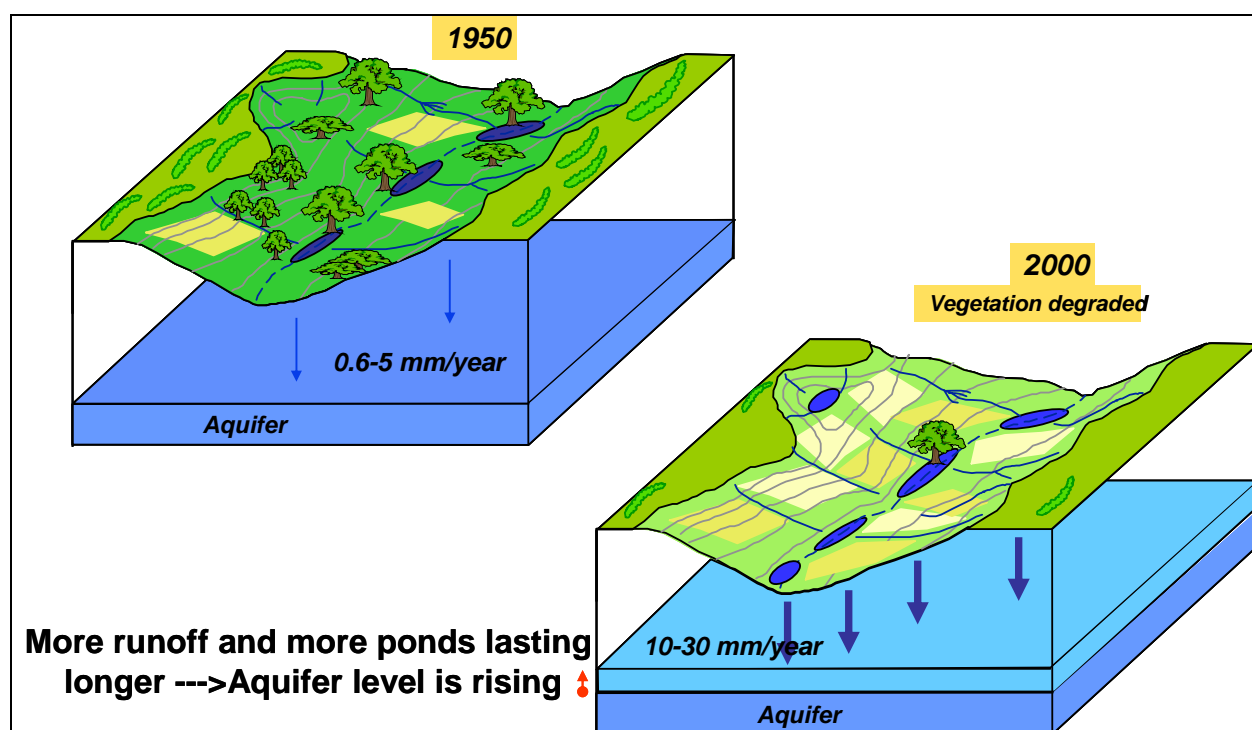 1950
0.6-5 mm/year
Aquifer
2000
Vegetation degraded
More runoff and more ponds lasting
longer --->Aquifer level is rising
10-30 mm/year
Aquifer